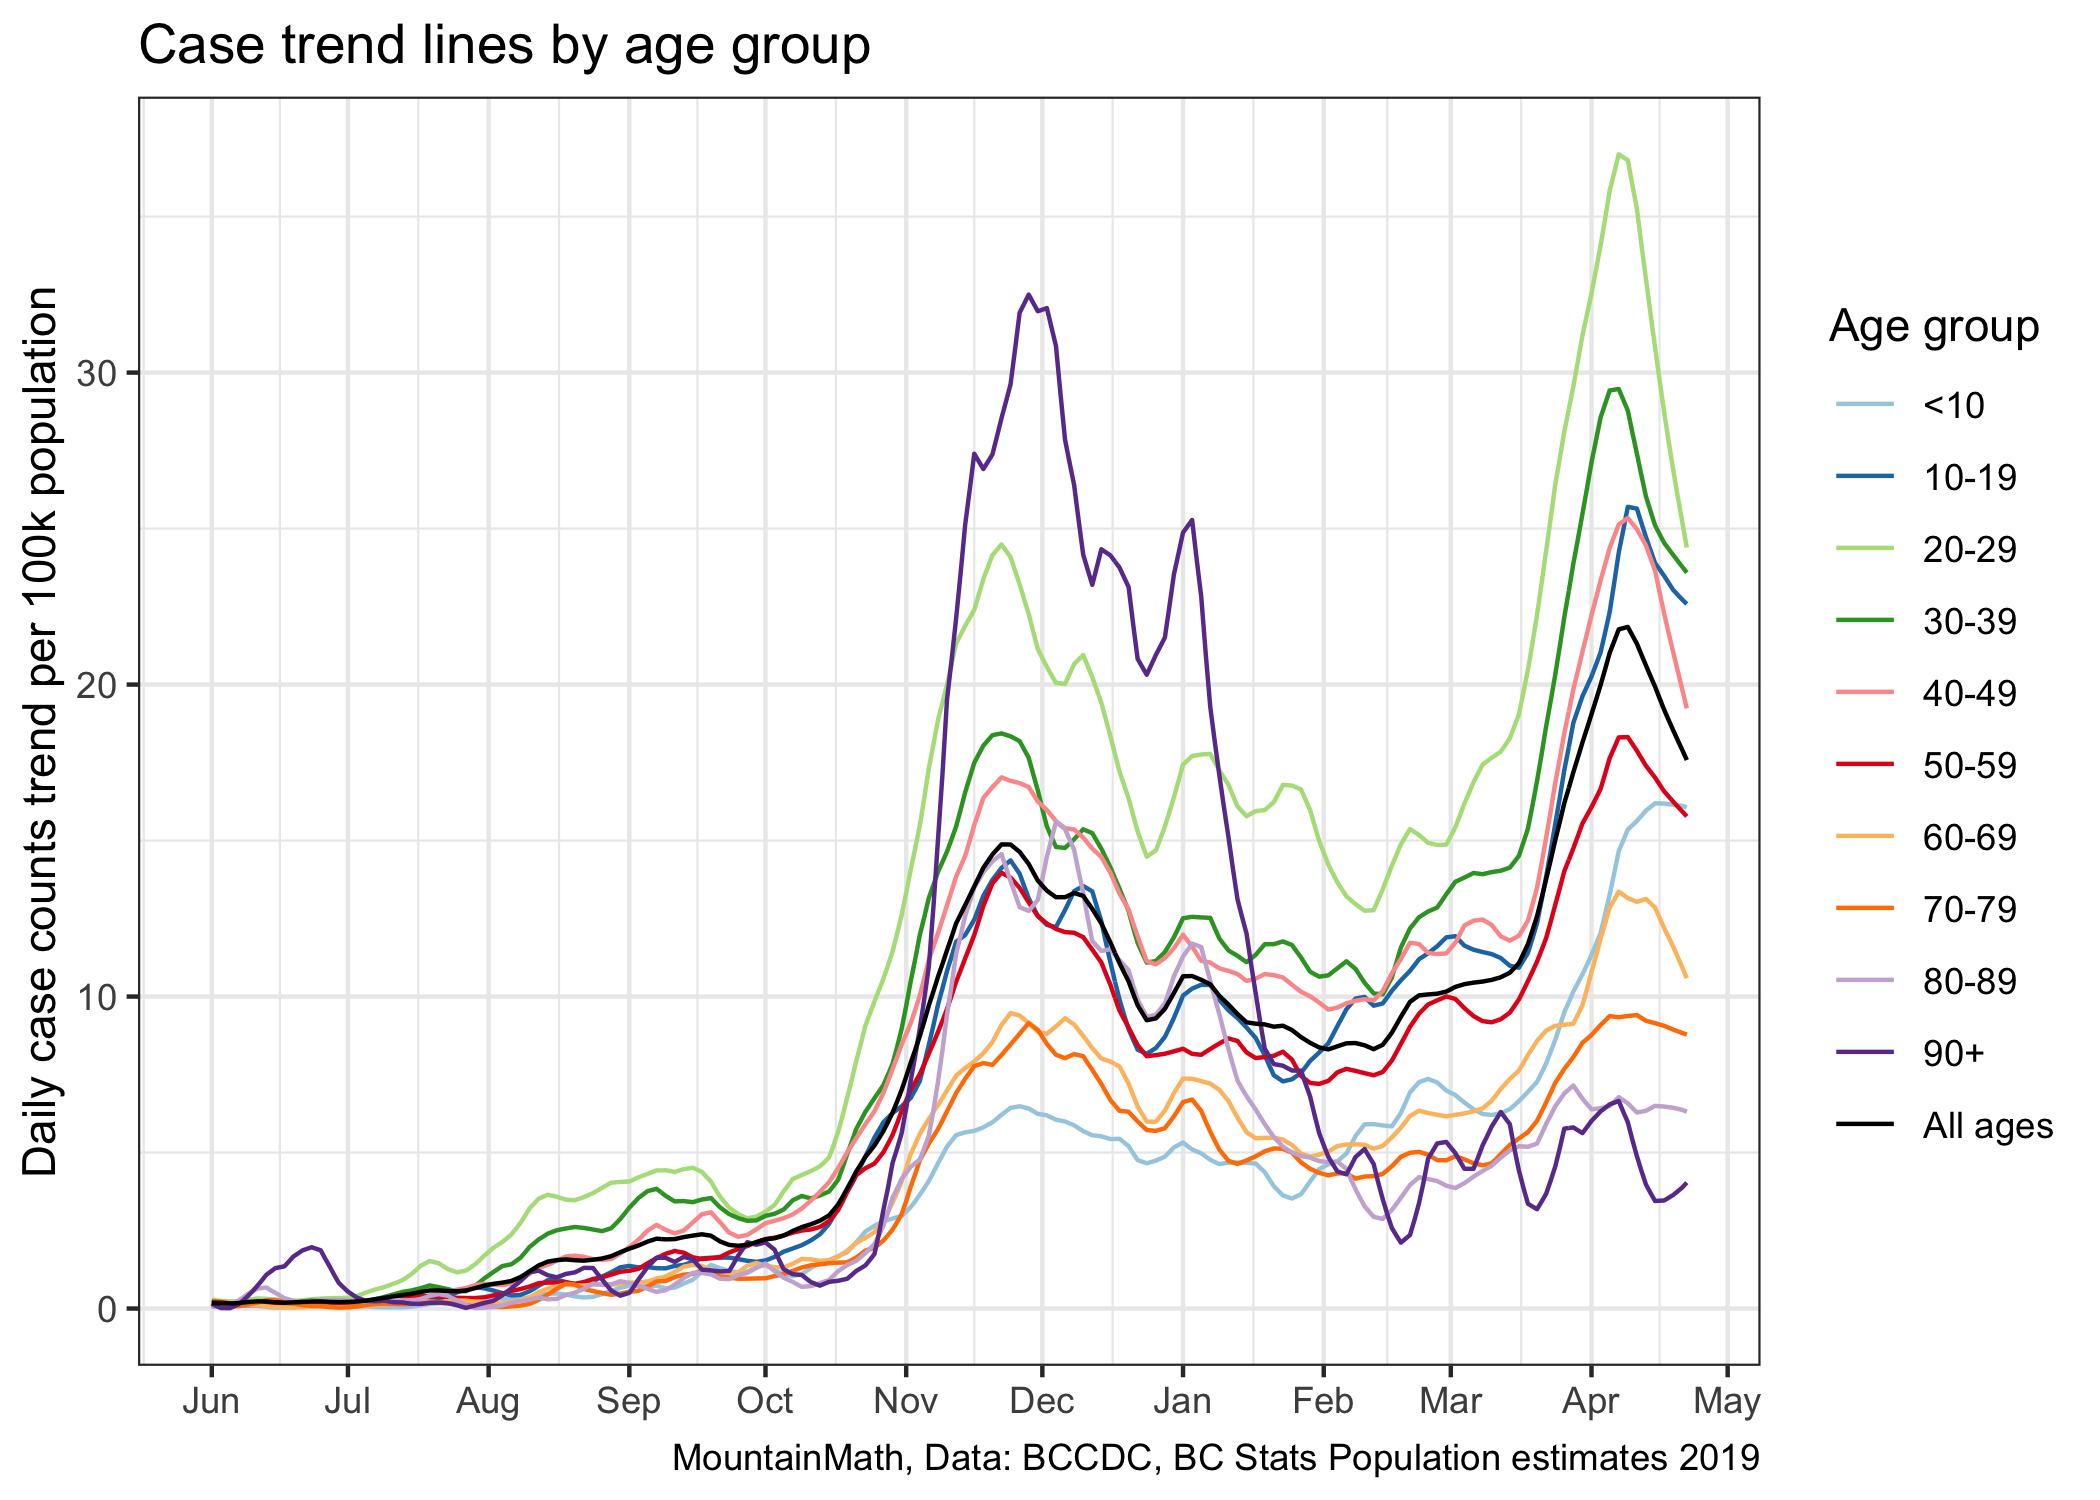 Case trend lines by age group
Daily case counts trend per 100k population
30
20
10
0
Jun Jul Aug Sep Oct Nov Dec Jan Feb Mar Apr May
Age group
<10
10-19
20-29
30-39
40-49
50-59
60-69
70-79
80-89
90+
All ages
MountainMath, Data: BCCDC, BC Stats Population estimates 2019